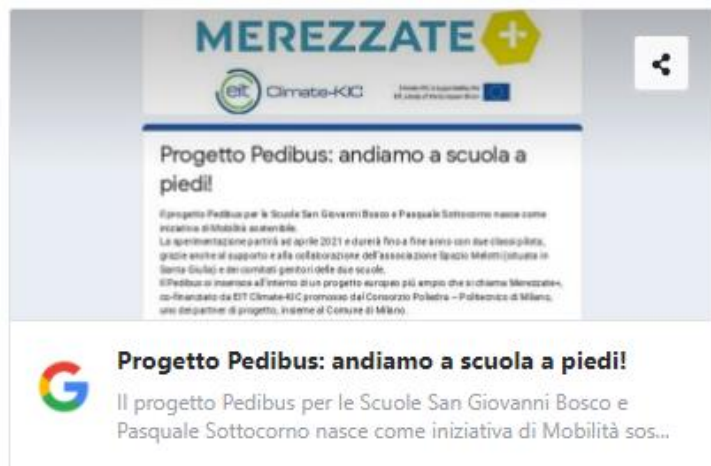 MEREZZATE+
eit Climate-KIC
Progetto Pedibus: andiamo a scuola a
piedi!
Il progetto Pedibus per le Scuole San Giovanni Bosco e Pasquale Sottocorno nasce come
iniziativa di Mobilità sostenibile.
La sperimentazione partirà ad aprile 2021 e durerà fino a fine anno con due classi pilota,
grazie anche al supporto e alla collaborazione dell'associazione Spazio Melotti (situata in
Santa Giulia) e dei comitati genitori delle due scuole.
Il Pedibus si inserisce all'interno di un progetto europeo più ampio che si chiama Merezzate+,
co-finanziato da EIT Climate-KIC promosso dal Consorzio Poliedra – Politecnico di Milano,
uno dei partner di progetto, insieme al Comune di Milano.
Progetto Pedibus: andiamo a scuola a piedi!
Il progetto Pedibus per le Scuole San Giovanni Bosco e
Pasquale Sottocorno nasce come iniziativa di Mobilità sos...